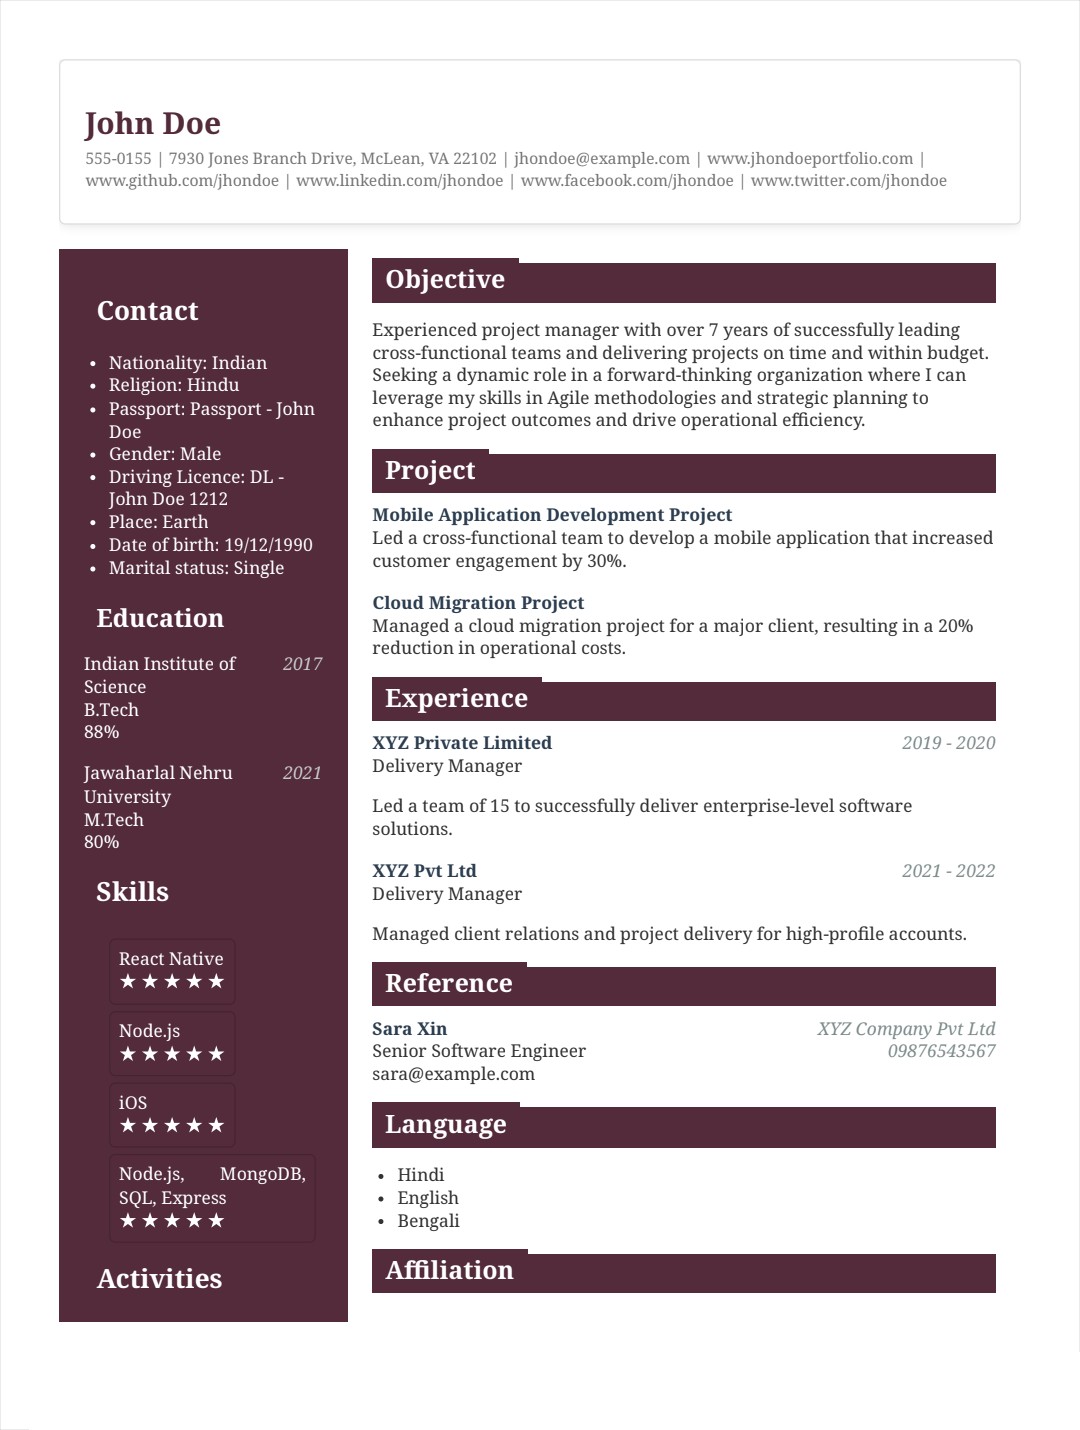 John Doe
555-0155 | 7930 Jones Branch Drive, McLean, VA 22102 | jhondoe@example.com | www.jhondoeportfolio.com |
www.github.com/jhondoe | www.linkedin.com/jhondoe | www.facebook.com/jhondoe | www.twitter.com/jhondoe
Contact
• Nationality: Indian
• Religion: Hindu
• Passport: Passport - John
Doe
• Gender: Male
• Driving Licence: DL -
John Doe 1212
• Place: Earth
• Date of birth: 19/12/1990
• Marital status: Single
Education
Indian Institute of 2017
Science
B.Tech
88%
Jawaharlal Nehru 2021
University
M.Tech
80%
Skills
React Native
★ ★ ★ ★ ★
Node.js
★ ★ ★ ★ ★
iOS
★ ★ ★ ★ ★
Node.js, MongoDB,
SQL, Express
★ ★ ★ ★ ★
Activities
Objective
Experienced project manager with over 7 years of successfully leading
cross-functional teams and delivering projects on time and within budget.
Seeking a dynamic role in a forward-thinking organization where I can
leverage my skills in Agile methodologies and strategic planning to
enhance project outcomes and drive operational efficiency.
Project
Mobile Application Development Project
Led a cross-functional team to develop a mobile application that increased
customer engagement by 30%.
Cloud Migration Project
Managed a cloud migration project for a major client, resulting in a 20%
reduction in operational costs.
Experience
XYZ Private Limited 2019 - 2020
Delivery Manager
Led a team of 15 to successfully deliver enterprise-level software
solutions.
XYZ Pvt Ltd 2021 - 2022
Delivery Manager
Managed client relations and project delivery for high-profile accounts.
Reference
Sara Xin XYZ Company Pvt Ltd
Senior Software Engineer 09876543567
sara@example.com
Language
• Hindi
• English
• Bengali
Affiliation